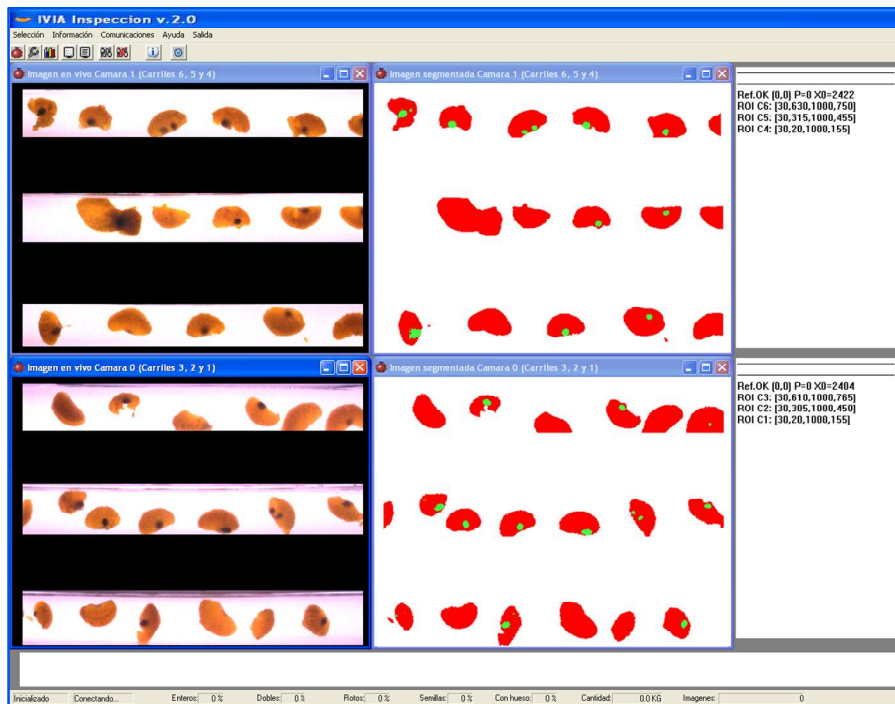 IVIA Inspeccion v.2.0
Selección Información Comunicaciones Ayuda Salida
Imagen en vivo Camara 1 (Carriles 6, 5 y 4)
Imagen segmentada Camara 1 (Carriles 6, 5 y 4)
Ref.OK (0,0) P=0 X0=2422
ROI C6: [30,630,1000,750]
ROI C5: [30,315,1000,455]
ROI C4: [30,20,1000,155]
Imagen en vivo Camara 0 (Carriles 3, 2 y 1)
Imagen segmentada Camara 0 (Carriles 3, 2 y 1)
Ref.OK (0,0) P=0 X0=2404
ROI C3: [30,610,1000,765]
ROI C2: [30,305,1000,450]
ROI C1: [30,20,1000,155]
Inicializado Conectando... Enteros: 0 % Dobles: 0 % Rotos: 0 % Semillas: 0 % Con hueso: 0 % Cantidad: 0.0 KG Imagenes: 0